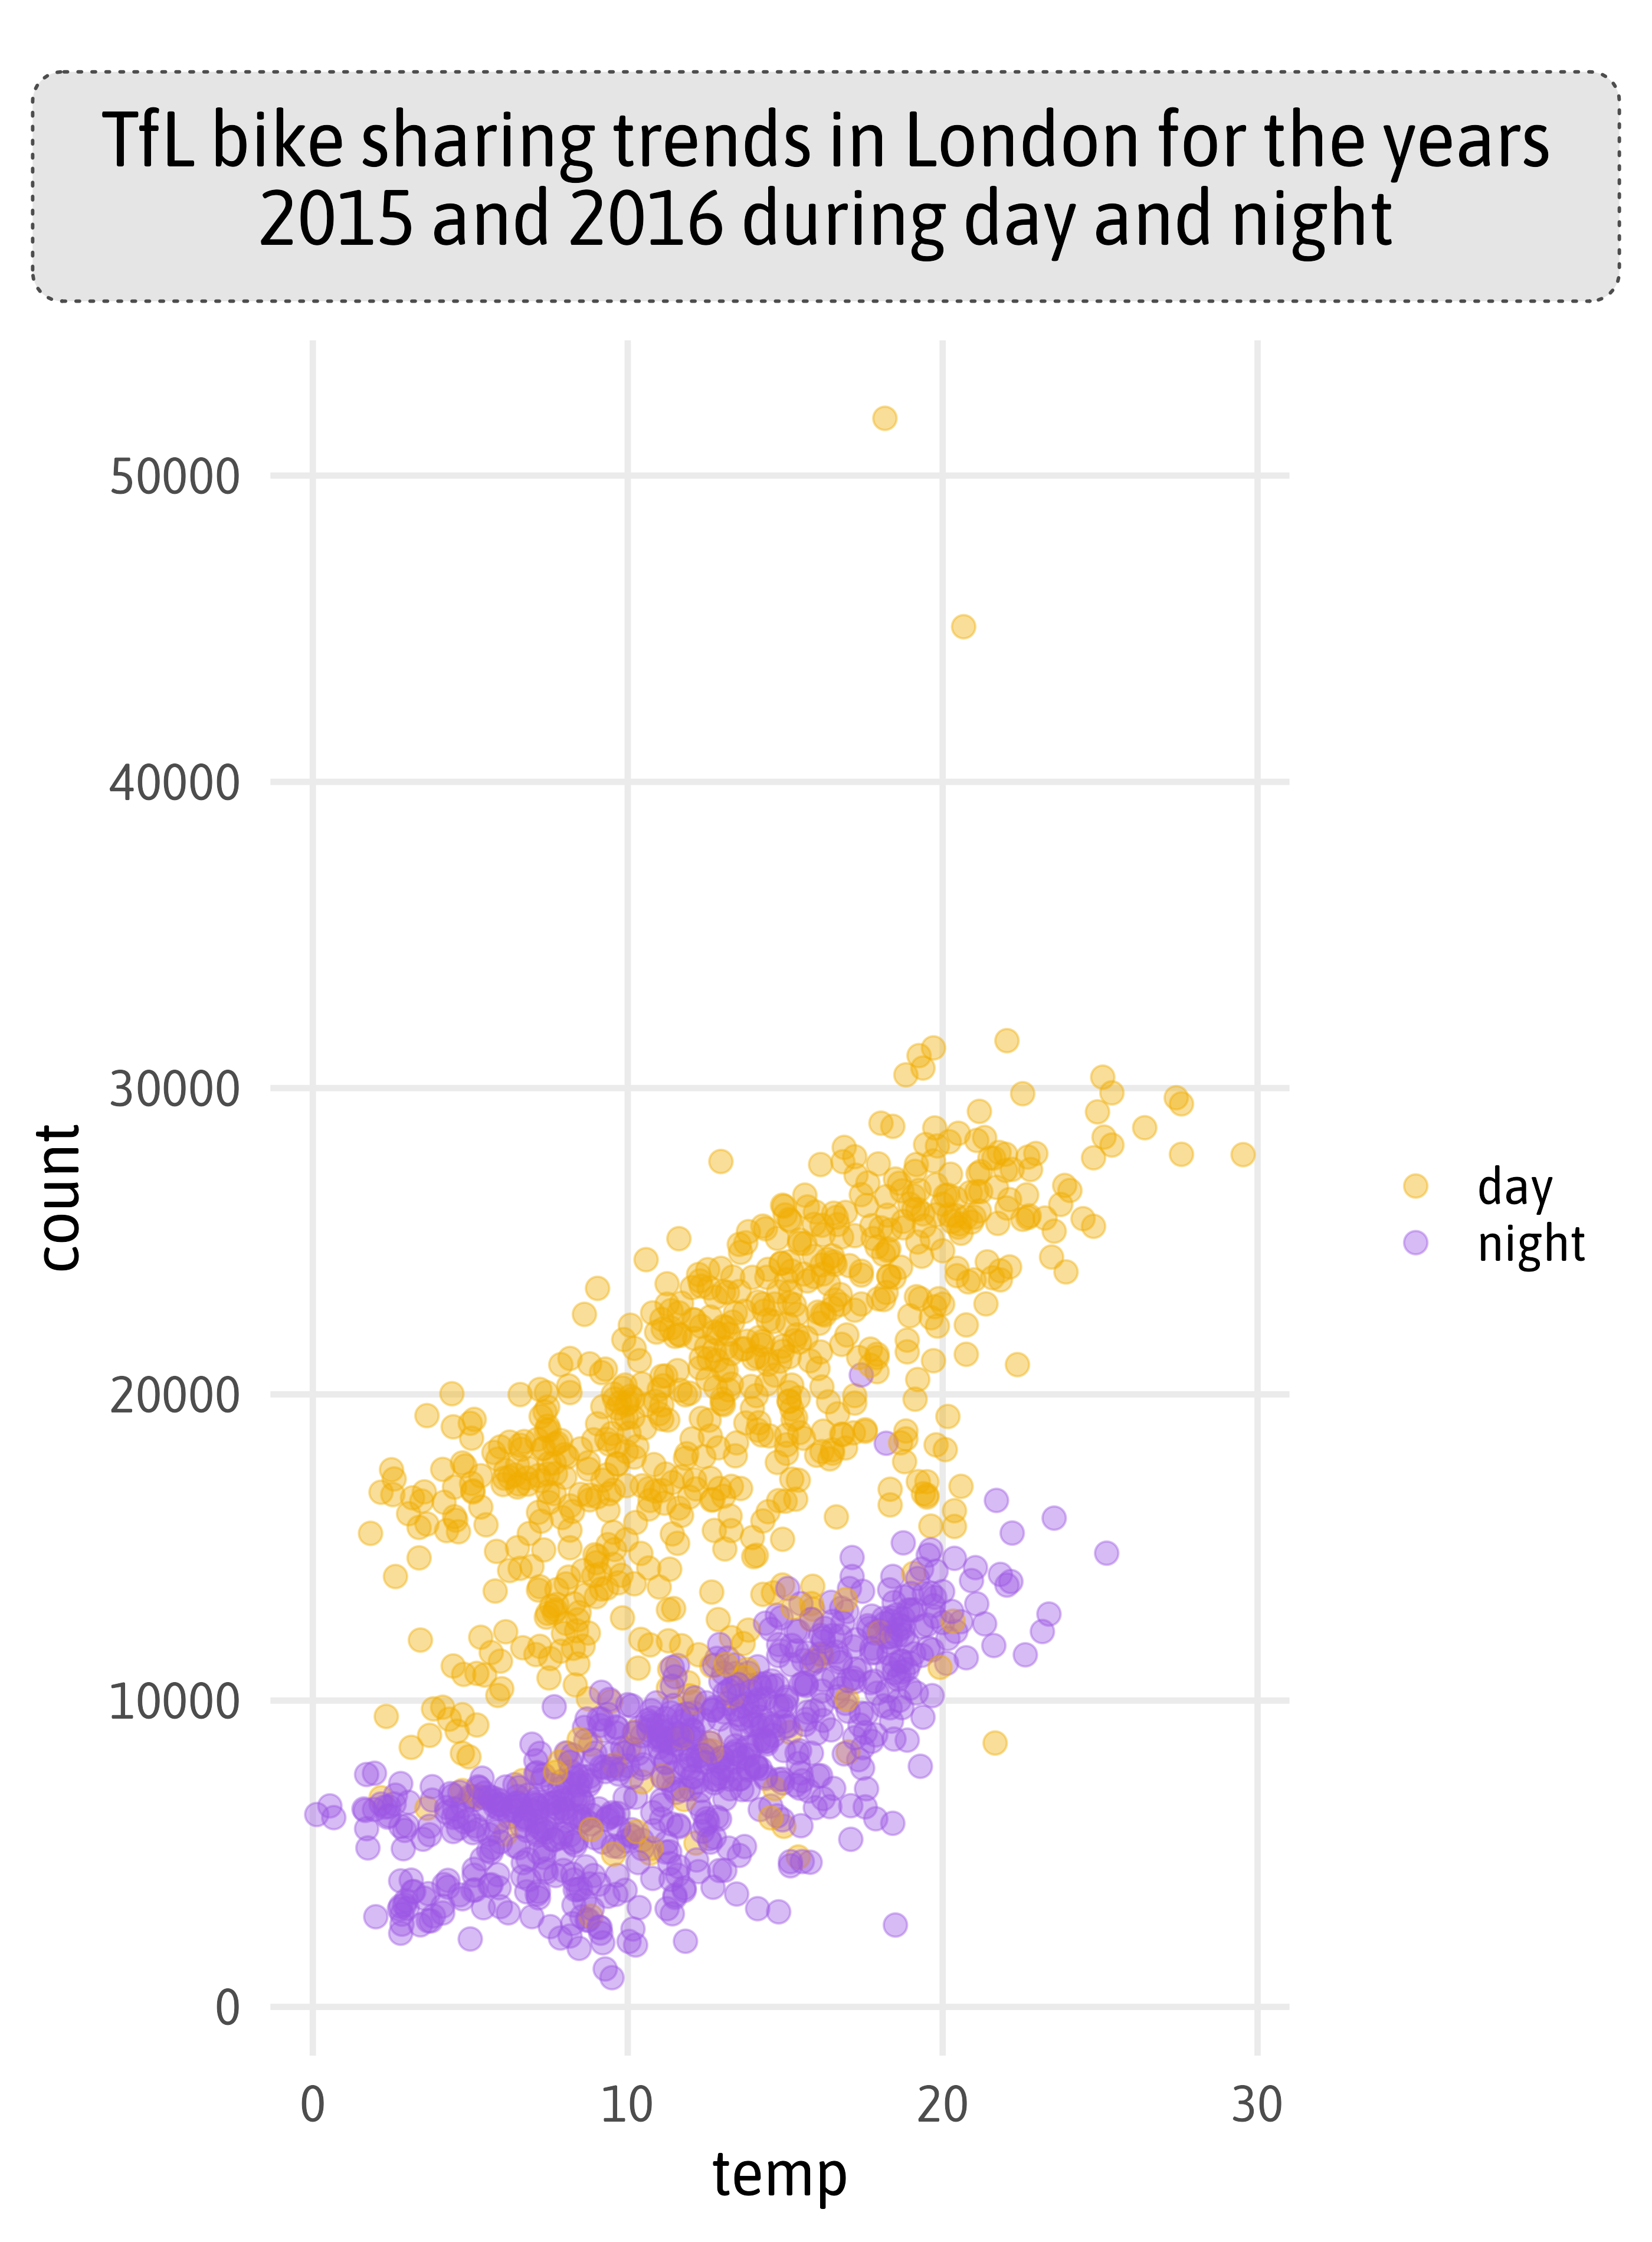 TfL bike sharing trends in London for the years
2015 and 2016 during day and night
50000
40000
30000
20000
10000
0
count
0 10 20 30
temp
day
night